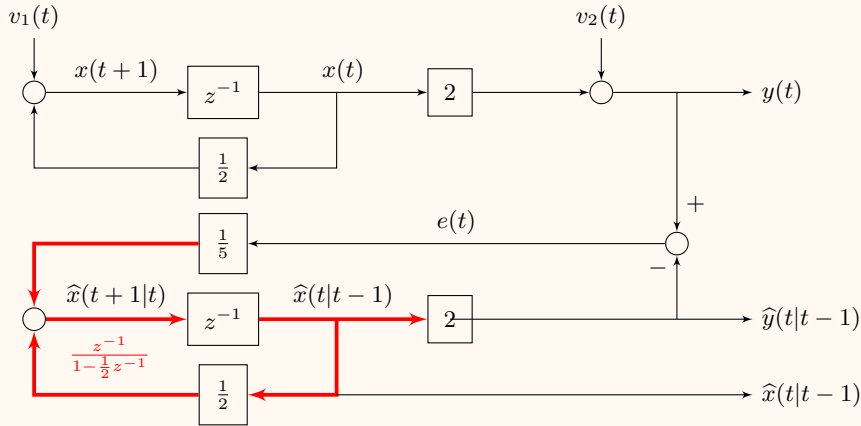 v₁(t)
v₂(t)
x(t + 1)
z⁻¹
x(t)
2
y(t)
1/2
+
e(t)
1/5
−
x̂(t+1|t)
z⁻¹
x̂(t|t−1)
2
ŷ(t|t−1)
z⁻¹/(1−½z⁻¹)
1/2
x̂(t|t−1)